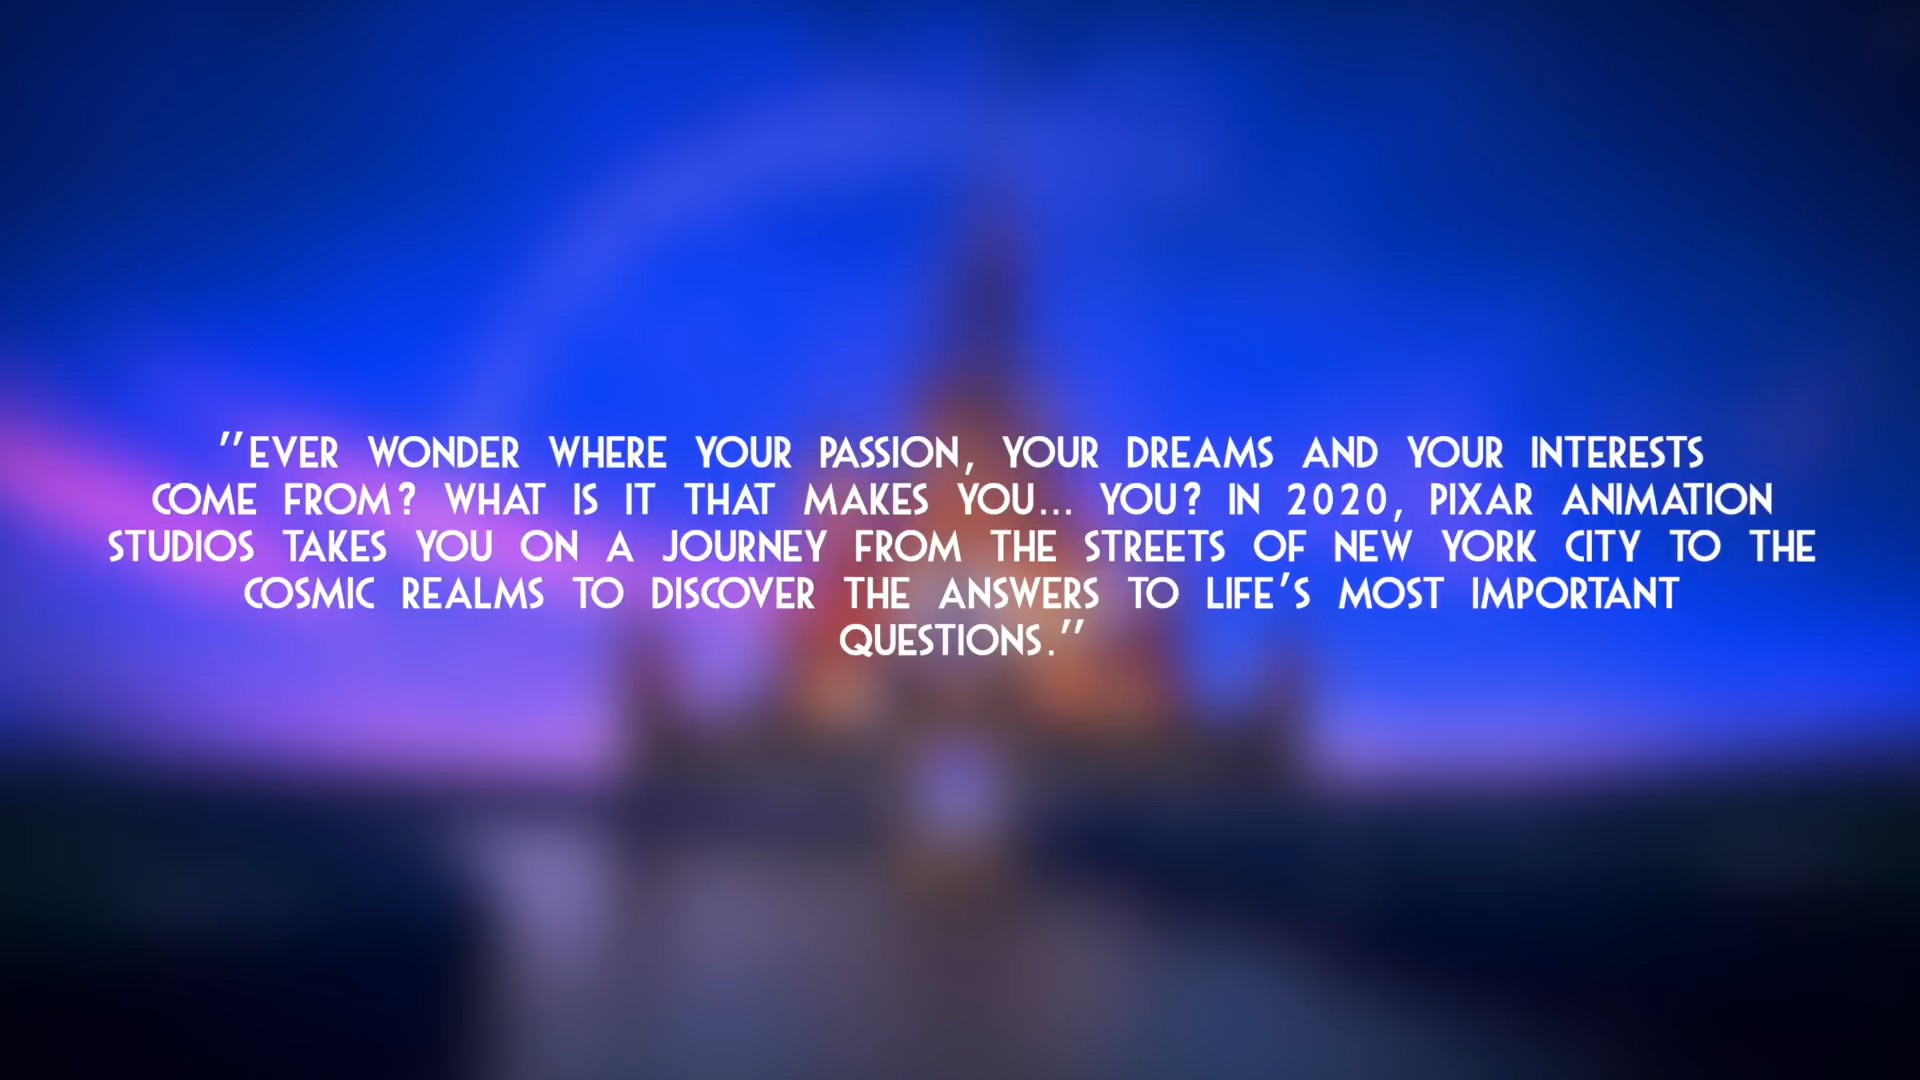 "EVER WONDER WHERE YOUR PASSION, YOUR DREAMS AND YOUR INTERESTS
COME FROM? WHAT IS IT THAT MAKES YOU... YOU? IN 2020, PIXAR ANIMATION
STUDIOS TAKES YOU ON A JOURNEY FROM THE STREETS OF NEW YORK CITY TO THE
COSMIC REALMS TO DISCOVER THE ANSWERS TO LIFE'S MOST IMPORTANT
QUESTIONS."